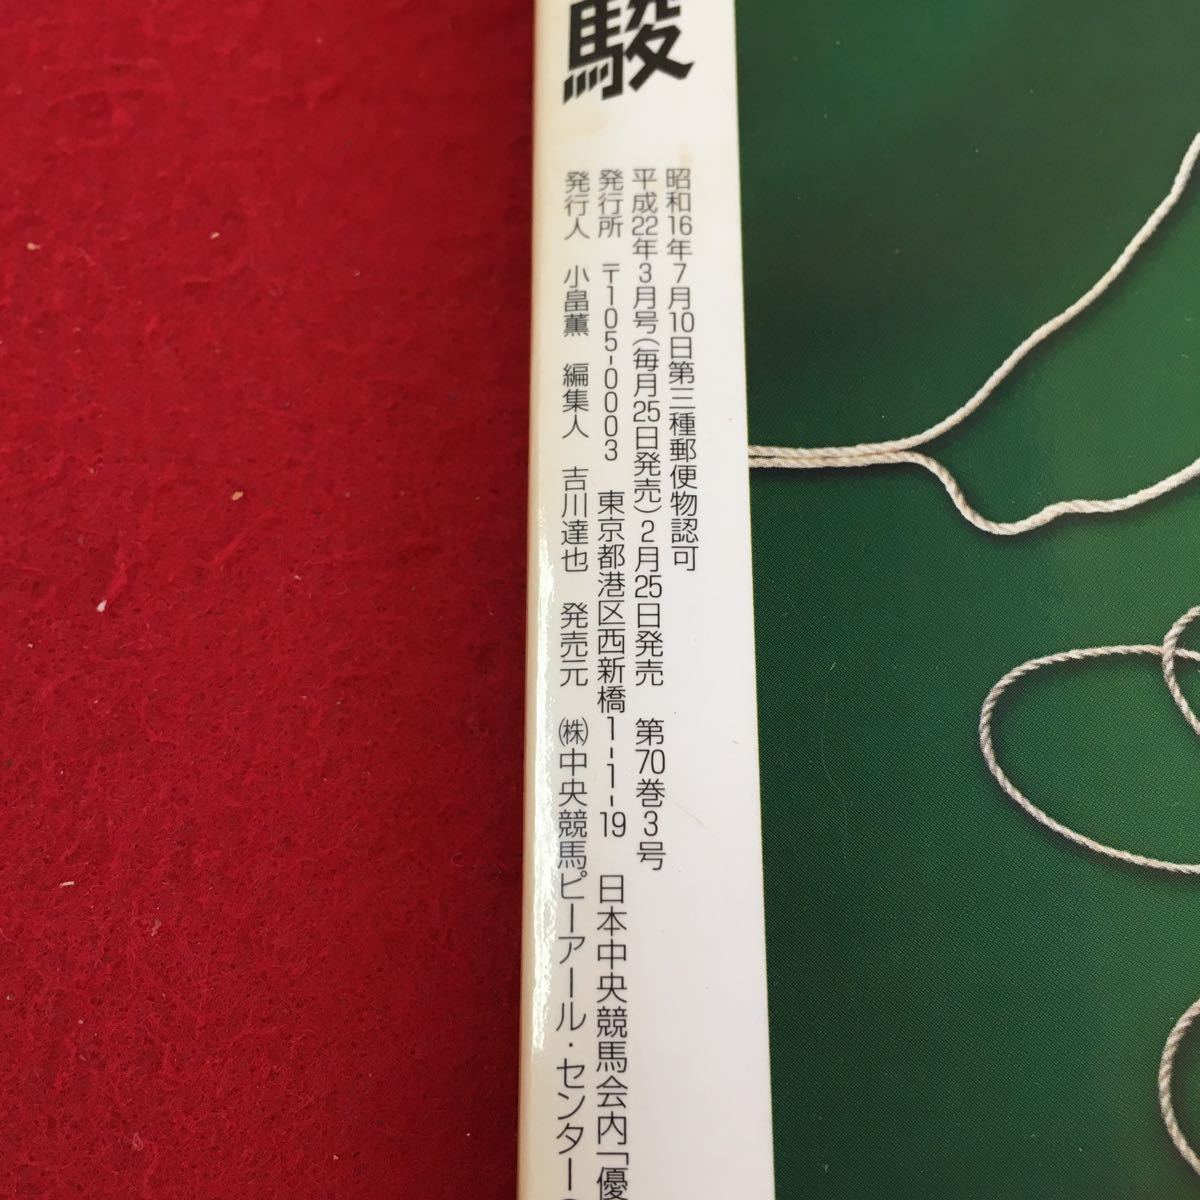 駿
昭和16年7月10日第三種郵便物認可
平成22年3月号(毎月25日発売)2月25日発売 第70巻3号
発行所 〒105-0003 東京都港区西新橋1-1-19 日本中央競馬会内「優
発行人 小畠薫 編集人 吉川達也 発売元 ㈱中央競馬ピーアール・センター